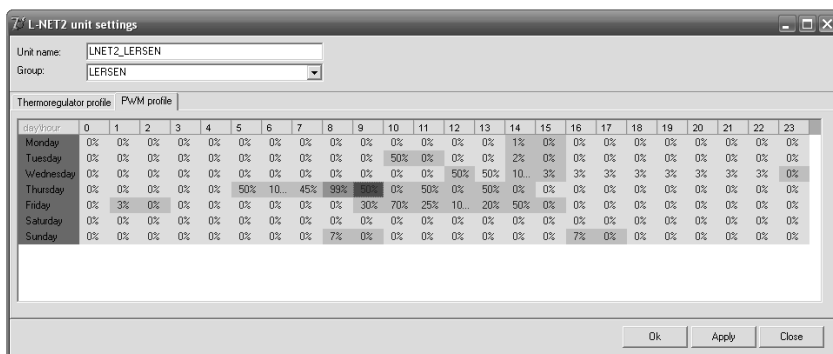 L-NET2 unit settings
Unit name: LNET2_LERSEN
Group: LERSEN
Thermoregulator profile PWM profile
day\hour 0 1 2 3 4 5 6 7 8 9 10 11 12 13 14 15 16 17 18 19 20 21 22 23
Monday 0% 0% 0% 0% 0% 0% 0% 0% 0% 0% 0% 0% 0% 0% 1% 0% 0% 0% 0% 0% 0% 0% 0% 0%
Tuesday 0% 0% 0% 0% 0% 0% 0% 0% 0% 0% 50% 0% 0% 0% 2% 0% 0% 0% 0% 0% 0% 0% 0% 0%
Wednesday 0% 0% 0% 0% 0% 0% 0% 0% 0% 0% 0% 0% 50% 50% 10... 3% 3% 3% 3% 3% 3% 3% 3% 0%
Thursday 0% 0% 0% 0% 0% 50% 10... 45% 99% 50% 0% 50% 0% 50% 0% 0% 0% 0% 0% 0% 0% 0% 0% 0%
Friday 0% 3% 0% 0% 0% 0% 0% 0% 0% 30% 70% 25% 10... 20% 50% 0% 0% 0% 0% 0% 0% 0% 0% 0%
Saturday 0% 0% 0% 0% 0% 0% 0% 0% 0% 0% 0% 0% 0% 0% 0% 0% 0% 0% 0% 0% 0% 0% 0% 0%
Sunday 0% 0% 0% 0% 0% 0% 0% 0% 7% 0% 0% 0% 0% 0% 0% 0% 7% 0% 0% 0% 0% 0% 0% 0%
Ok Apply Close